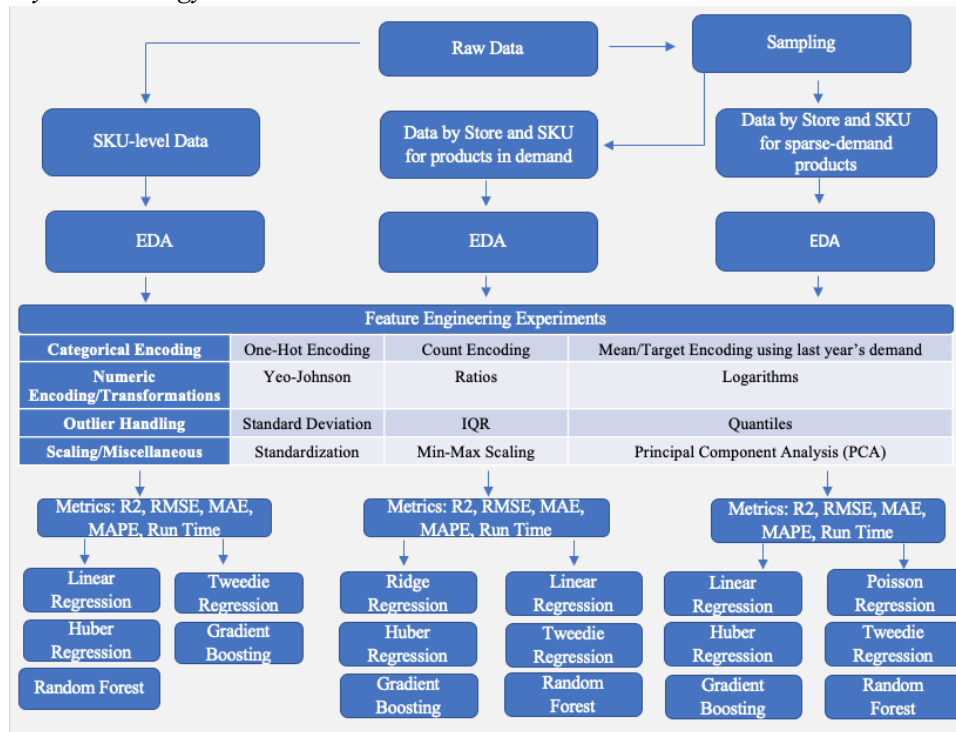 Raw Data
Sampling
SKU-level Data
Data by Store and SKU
for products in demand
Data by Store and SKU
for sparse-demand
products
EDA
EDA
EDA
Feature Engineering Experiments
Categorical Encoding
One-Hot Encoding
Count Encoding
Mean/Target Encoding using last year’s demand
Numeric
Encoding/Transformations
Yeo-Johnson
Ratios
Logarithms
Outlier Handling
Standard Deviation
IQR
Quantiles
Scaling/Miscellaneous
Standardization
Min-Max Scaling
Principal Component Analysis (PCA)
Metrics: R2, RMSE, MAE,
MAPE, Run Time
Metrics: R2, RMSE, MAE,
MAPE, Run Time
Metrics: R2, RMSE, MAE,
MAPE, Run Time
Linear
Regression
Tweedie
Regression
Huber
Regression
Gradient
Boosting
Random Forest
Ridge
Regression
Linear
Regression
Huber
Regression
Tweedie
Regression
Gradient
Boosting
Random
Forest
Linear
Regression
Poisson
Regression
Huber
Regression
Tweedie
Regression
Gradient
Boosting
Random
Forest